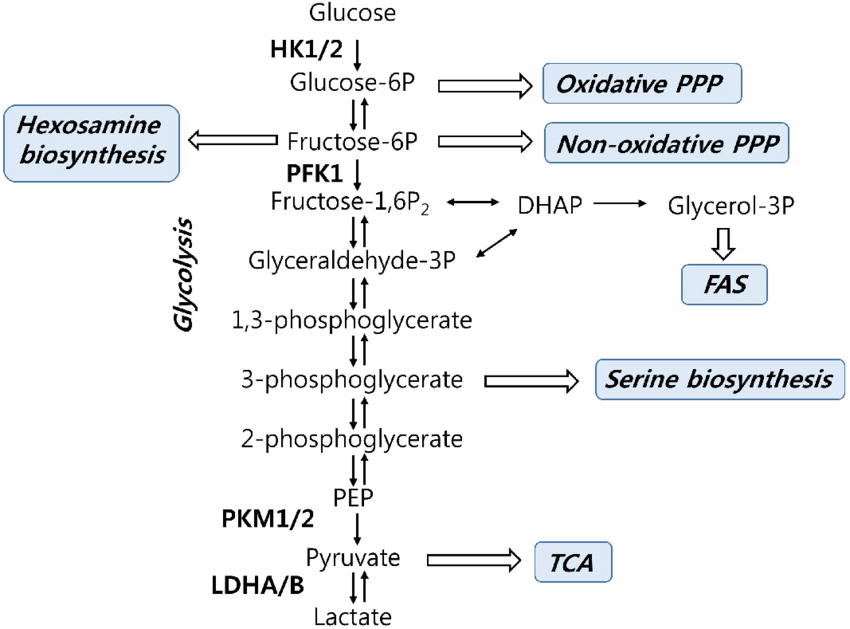 Glucose
HK1/2
Glucose-6P
Oxidative PPP
Hexosamine
biosynthesis
Fructose-6P
Non-oxidative PPP
PFK1
Fructose-1,6P₂
DHAP
Glycerol-3P
Glycolysis
Glyceraldehyde-3P
FAS
1,3-phosphoglycerate
3-phosphoglycerate
Serine biosynthesis
2-phosphoglycerate
PEP
PKM1/2
Pyruvate
TCA
LDHA/B
Lactate